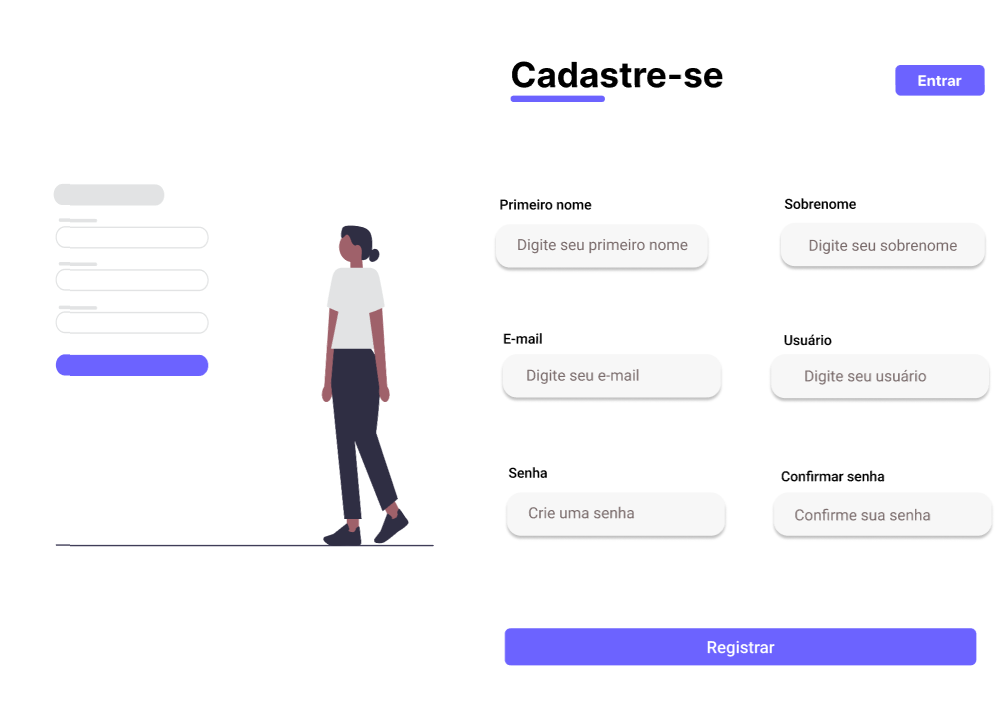 Cadastre-se
Entrar
Primeiro nome
Sobrenome
Digite seu primeiro nome
Digite seu sobrenome
E-mail
Usuário
Digite seu e-mail
Digite seu usuário
Senha
Confirmar senha
Crie uma senha
Confirme sua senha
Registrar